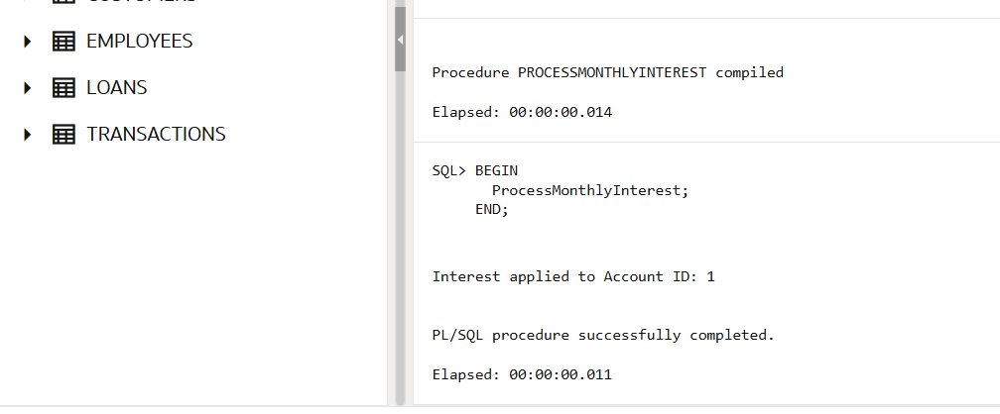 EMPLOYEES
LOANS
TRANSACTIONS
Procedure PROCESSMONTHLYINTEREST compiled
Elapsed: 00:00:00.014
SQL> BEGIN
ProcessMonthlyInterest;
END;
Interest applied to Account ID: 1
PL/SQL procedure successfully completed.
Elapsed: 00:00:00.011